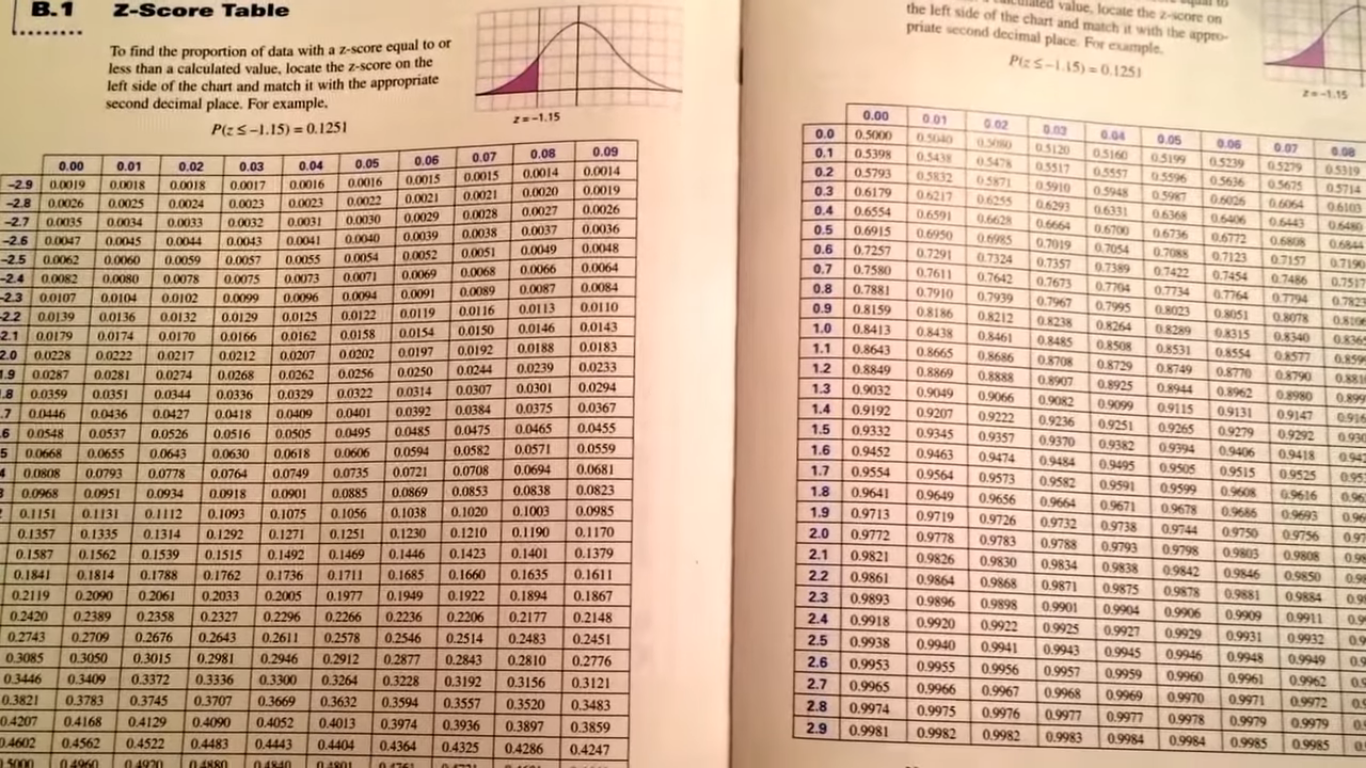 B.1 Z-Score Table
To find the proportion of data with a z-score equal to or
less than a calculated value, locate the z-score on the
left side of the chart and match it with the appropriate
second decimal place. For example,
P(z ≤ −1.15) = 0.1251
z = −1.15
0.00 0.01 0.02 0.03 0.04 0.05 0.06 0.07 0.08 0.09
−2.9 0.0019 0.0018 0.0018 0.0017 0.0016 0.0016 0.0015 0.0015 0.0014 0.0014
−2.8 0.0026 0.0025 0.0024 0.0023 0.0023 0.0022 0.0021 0.0021 0.0020 0.0019
−2.7 0.0035 0.0034 0.0033 0.0032 0.0031 0.0030 0.0029 0.0028 0.0027 0.0026
−2.6 0.0047 0.0045 0.0044 0.0043 0.0041 0.0040 0.0039 0.0038 0.0037 0.0036
−2.5 0.0062 0.0060 0.0059 0.0057 0.0055 0.0054 0.0052 0.0051 0.0049 0.0048
−2.4 0.0082 0.0080 0.0078 0.0075 0.0073 0.0071 0.0069 0.0068 0.0066 0.0064
−2.3 0.0107 0.0104 0.0102 0.0099 0.0096 0.0094 0.0091 0.0089 0.0087 0.0084
−2.2 0.0139 0.0136 0.0132 0.0129 0.0125 0.0122 0.0119 0.0116 0.0113 0.0110
2.1 0.0179 0.0174 0.0170 0.0166 0.0162 0.0158 0.0154 0.0150 0.0146 0.0143
2.0 0.0228 0.0222 0.0217 0.0212 0.0207 0.0202 0.0197 0.0192 0.0188 0.0183
1.9 0.0287 0.0281 0.0274 0.0268 0.0262 0.0256 0.0250 0.0244 0.0239 0.0233
.8 0.0359 0.0351 0.0344 0.0336 0.0329 0.0322 0.0314 0.0307 0.0301 0.0294
.7 0.0446 0.0436 0.0427 0.0418 0.0409 0.0401 0.0392 0.0384 0.0375 0.0367
6 0.0548 0.0537 0.0526 0.0516 0.0505 0.0495 0.0485 0.0475 0.0465 0.0455
5 0.0668 0.0655 0.0643 0.0630 0.0618 0.0606 0.0594 0.0582 0.0571 0.0559
0.0808 0.0793 0.0778 0.0764 0.0749 0.0735 0.0721 0.0708 0.0694 0.0681
0.0968 0.0951 0.0934 0.0918 0.0901 0.0885 0.0869 0.0853 0.0838 0.0823
0.1151 0.1131 0.1112 0.1093 0.1075 0.1056 0.1038 0.1020 0.1003 0.0985
0.1357 0.1335 0.1314 0.1292 0.1271 0.1251 0.1230 0.1210 0.1190 0.1170
0.1587 0.1562 0.1539 0.1515 0.1492 0.1469 0.1446 0.1423 0.1401 0.1379
0.1841 0.1814 0.1788 0.1762 0.1736 0.1711 0.1685 0.1660 0.1635 0.1611
0.2119 0.2090 0.2061 0.2033 0.2005 0.1977 0.1949 0.1922 0.1894 0.1867
0.2420 0.2389 0.2358 0.2327 0.2296 0.2266 0.2236 0.2206 0.2177 0.2148
0.2743 0.2709 0.2676 0.2643 0.2611 0.2578 0.2546 0.2514 0.2483 0.2451
0.3085 0.3050 0.3015 0.2981 0.2946 0.2912 0.2877 0.2843 0.2810 0.2776
0.3446 0.3409 0.3372 0.3336 0.3300 0.3264 0.3228 0.3192 0.3156 0.3121
0.3821 0.3783 0.3745 0.3707 0.3669 0.3632 0.3594 0.3557 0.3520 0.3483
0.4207 0.4168 0.4129 0.4090 0.4052 0.4013 0.3974 0.3936 0.3897 0.3859
0.4602 0.4562 0.4522 0.4483 0.4443 0.4404 0.4364 0.4325 0.4286 0.4247
0.5000 0.4960 0.4920 0.4880 0.4840 0.4801
calculated value, locate the z-score on
the left side of the chart and match it with the appro-
priate second decimal place. For example,
P(z ≤ −1.15) = 0.1251
z = −1.15
0.00 0.01 0.02 0.03 0.04 0.05 0.06 0.07 0.08
0.0 0.5000 0.5040 0.5080 0.5120 0.5160 0.5199 0.5239 0.5279 0.5319
0.1 0.5398 0.5438 0.5478 0.5517 0.5557 0.5596 0.5636 0.5675 0.5714
0.2 0.5793 0.5832 0.5871 0.5910 0.5948 0.5987 0.6026 0.6064 0.6103
0.3 0.6179 0.6217 0.6255 0.6293 0.6331 0.6368 0.6406 0.6443 0.6480
0.4 0.6554 0.6591 0.6628 0.6664 0.6700 0.6736 0.6772 0.6808 0.6844
0.5 0.6915 0.6950 0.6985 0.7019 0.7054 0.7088 0.7123 0.7157 0.7190
0.6 0.7257 0.7291 0.7324 0.7357 0.7389 0.7422 0.7454 0.7486 0.7517
0.7 0.7580 0.7611 0.7642 0.7673 0.7704 0.7734 0.7764 0.7794 0.7823
0.8 0.7881 0.7910 0.7939 0.7967 0.7995 0.8023 0.8051 0.8078 0.8106
0.9 0.8159 0.8186 0.8212 0.8238 0.8264 0.8289 0.8315 0.8340 0.8365
1.0 0.8413 0.8438 0.8461 0.8485 0.8508 0.8531 0.8554 0.8577 0.859
1.1 0.8643 0.8665 0.8686 0.8708 0.8729 0.8749 0.8770 0.8790 0.881
1.2 0.8849 0.8869 0.8888 0.8907 0.8925 0.8944 0.8962 0.8980 0.899
1.3 0.9032 0.9049 0.9066 0.9082 0.9099 0.9115 0.9131 0.9147 0.916
1.4 0.9192 0.9207 0.9222 0.9236 0.9251 0.9265 0.9279 0.9292 0.930
1.5 0.9332 0.9345 0.9357 0.9370 0.9382 0.9394 0.9406 0.9418 0.942
1.6 0.9452 0.9463 0.9474 0.9484 0.9495 0.9505 0.9515 0.9525 0.953
1.7 0.9554 0.9564 0.9573 0.9582 0.9591 0.9599 0.9608 0.9616 0.96
1.8 0.9641 0.9649 0.9656 0.9664 0.9671 0.9678 0.9686 0.9693 0.96
1.9 0.9713 0.9719 0.9726 0.9732 0.9738 0.9744 0.9750 0.9756 0.97
2.0 0.9772 0.9778 0.9783 0.9788 0.9793 0.9798 0.9803 0.9808 0.98
2.1 0.9821 0.9826 0.9830 0.9834 0.9838 0.9842 0.9846 0.9850 0.9
2.2 0.9861 0.9864 0.9868 0.9871 0.9875 0.9878 0.9881 0.9884 0.9
2.3 0.9893 0.9896 0.9898 0.9901 0.9904 0.9906 0.9909 0.9911 0.9
2.4 0.9918 0.9920 0.9922 0.9925 0.9927 0.9929 0.9931 0.9932 0.9
2.5 0.9938 0.9940 0.9941 0.9943 0.9945 0.9946 0.9948 0.9949 0.
2.6 0.9953 0.9955 0.9956 0.9957 0.9959 0.9960 0.9961 0.9962 0.
2.7 0.9965 0.9966 0.9967 0.9968 0.9969 0.9970 0.9971 0.9972 0.
2.8 0.9974 0.9975 0.9976 0.9977 0.9977 0.9978 0.9979 0.9979 0.
2.9 0.9981 0.9982 0.9982 0.9983 0.9984 0.9984 0.9985 0.9985 0.